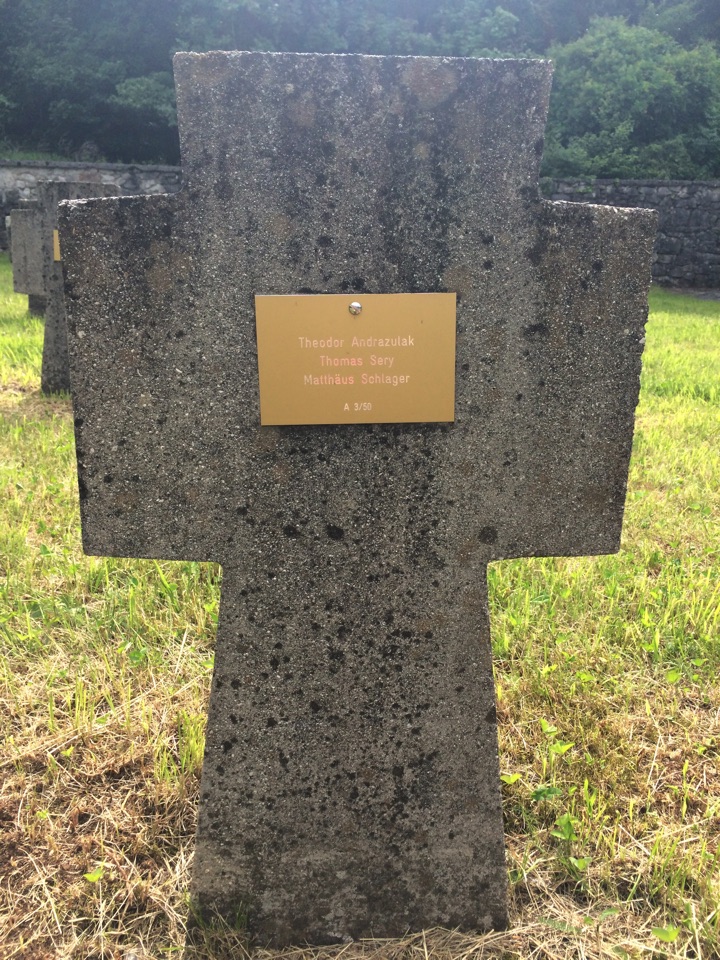 Theodor Andrazulak
Thomas Sery
Matthäus Schlager
A 3/50